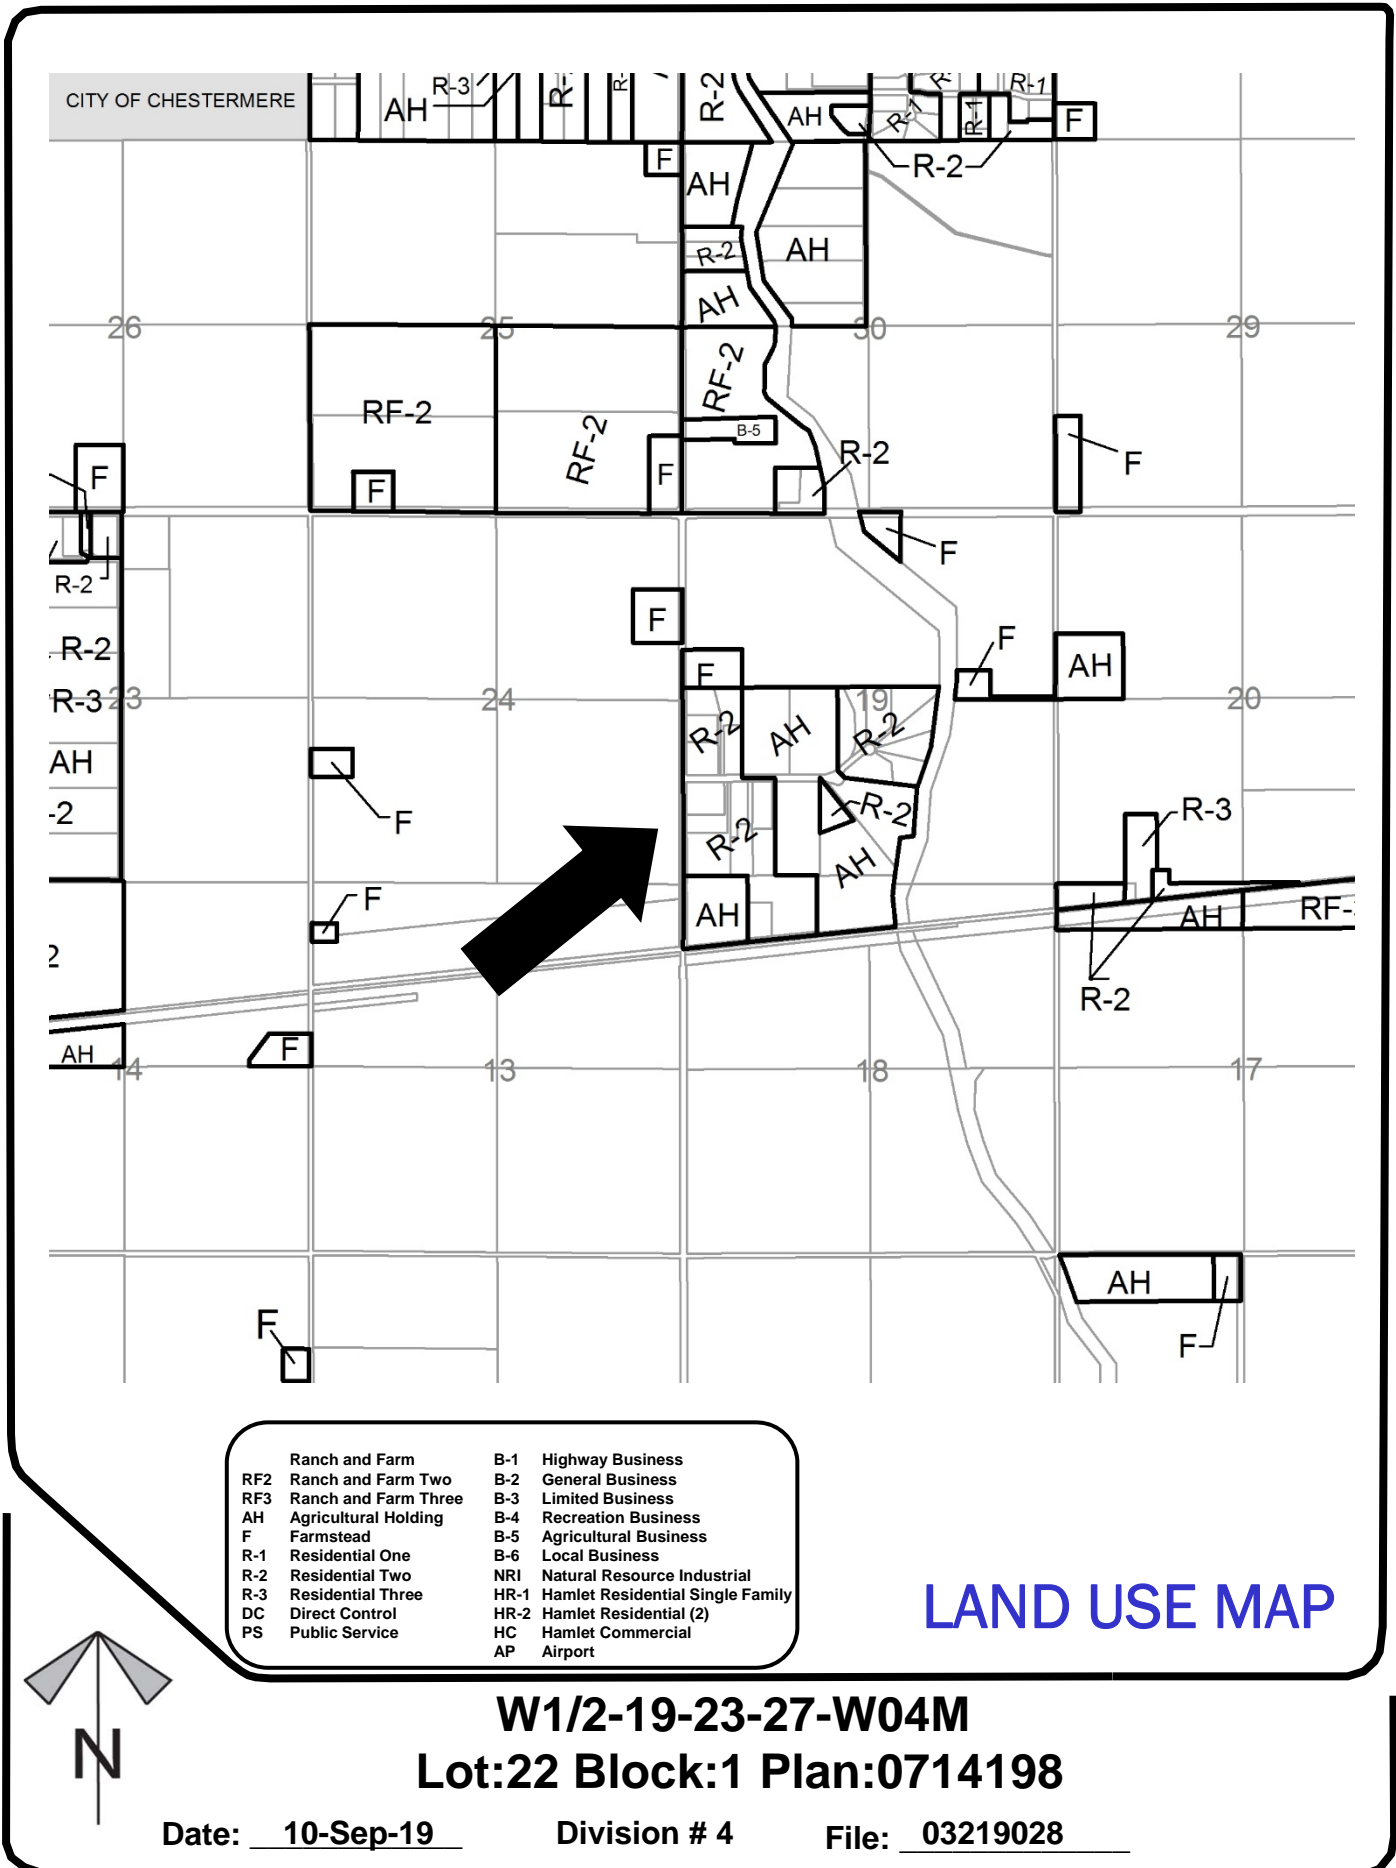 CITY OF CHESTERMERE
AH
R-3
R-2
AH
R-1
R-1
R-1
F
R-2
F
AH
R-2
AH
AH
26
25
30
29
RF-2
RF-2
RF-2
B-5
R-2
F
F
F
F
F
R-2
R-2
R-3
AH
-2
F
F
F
AH
23
24
19
20
R-2
AH
R-2
R-2
R-2
AH
AH
F
R-3
F
AH
RF-
R-2
2
AH
F
14
13
18
17
AH
F
F
Ranch and Farm
RF2 Ranch and Farm Two
RF3 Ranch and Farm Three
AH Agricultural Holding
F Farmstead
R-1 Residential One
R-2 Residential Two
R-3 Residential Three
DC Direct Control
PS Public Service
B-1 Highway Business
B-2 General Business
B-3 Limited Business
B-4 Recreation Business
B-5 Agricultural Business
B-6 Local Business
NRI Natural Resource Industrial
HR-1 Hamlet Residential Single Family
HR-2 Hamlet Residential (2)
HC Hamlet Commercial
AP Airport
LAND USE MAP
N
W1/2-19-23-27-W04M
Lot:22 Block:1 Plan:0714198
Date: 10-Sep-19 Division # 4 File: 03219028